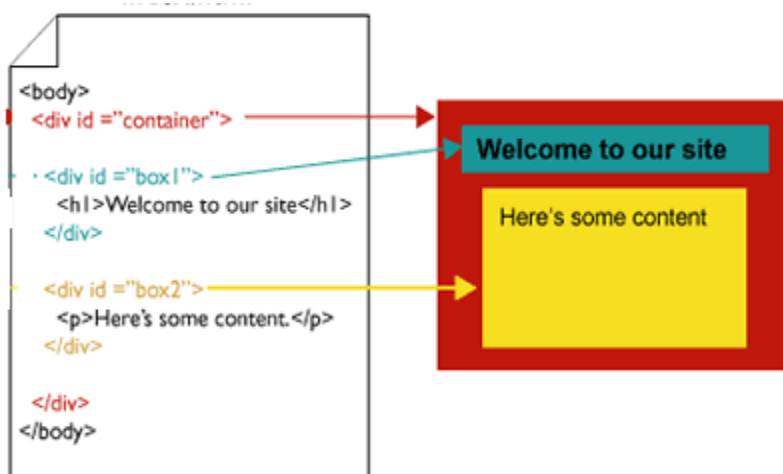 <body>
<div id =”container”>
<div id =”box1”>
<h1>Welcome to our site</h1>
</div>
<div id =”box2”>
<p>Here’s some content.</p>
</div>
</div>
</body>
Welcome to our site
Here’s some content